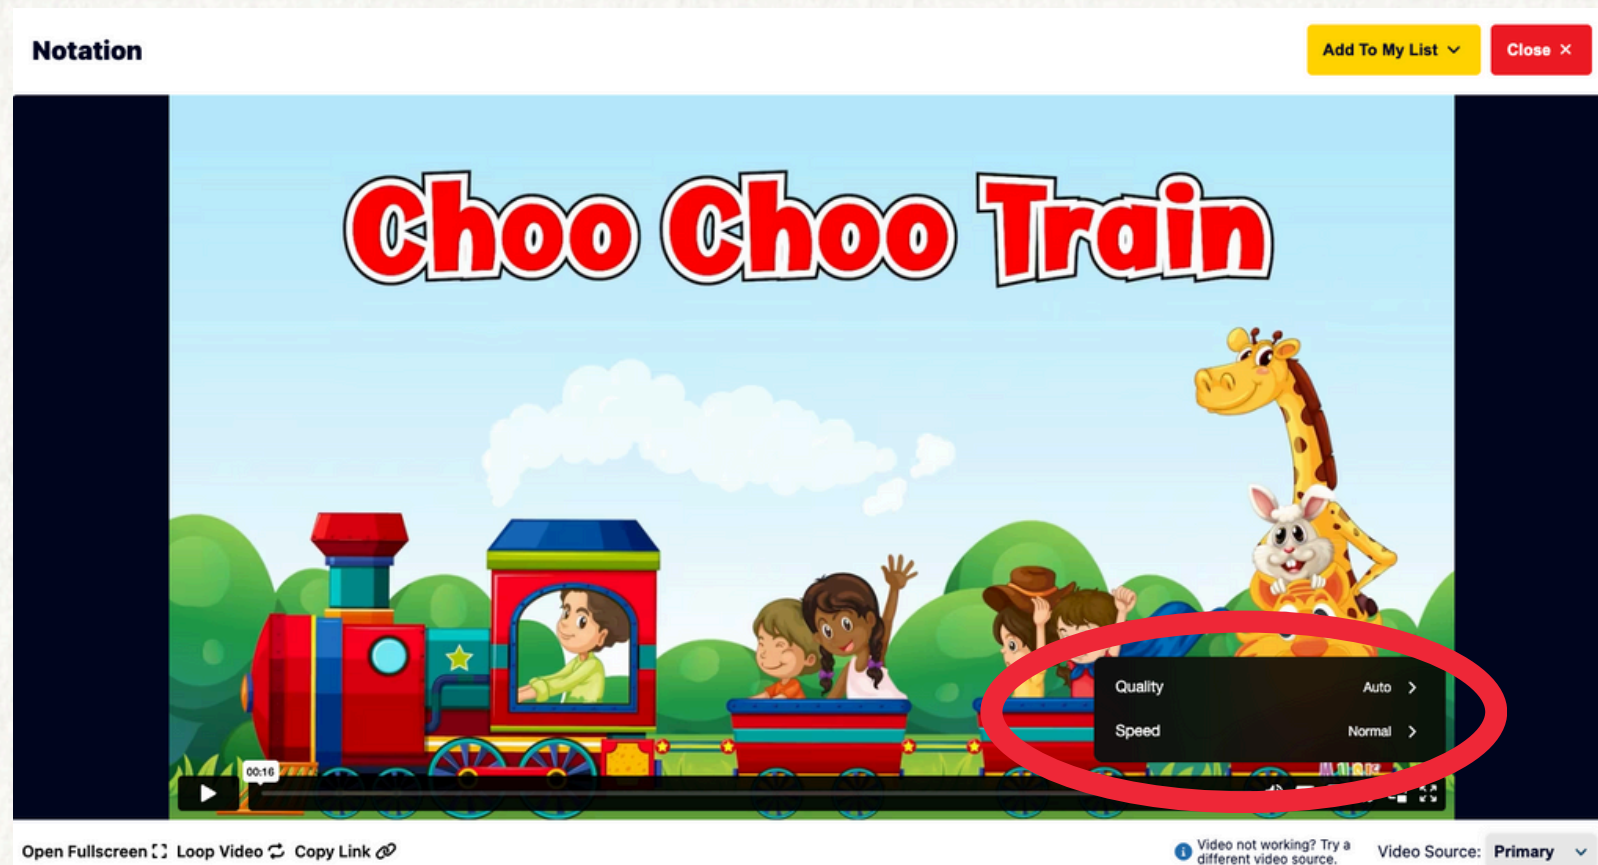 Notation
Add To My List
Close ×
Choo Choo Train
Quality Auto
Speed Normal
00:16
Open Fullscreen Loop Video Copy Link
Video not working? Try a
different video source.
Video Source: Primary